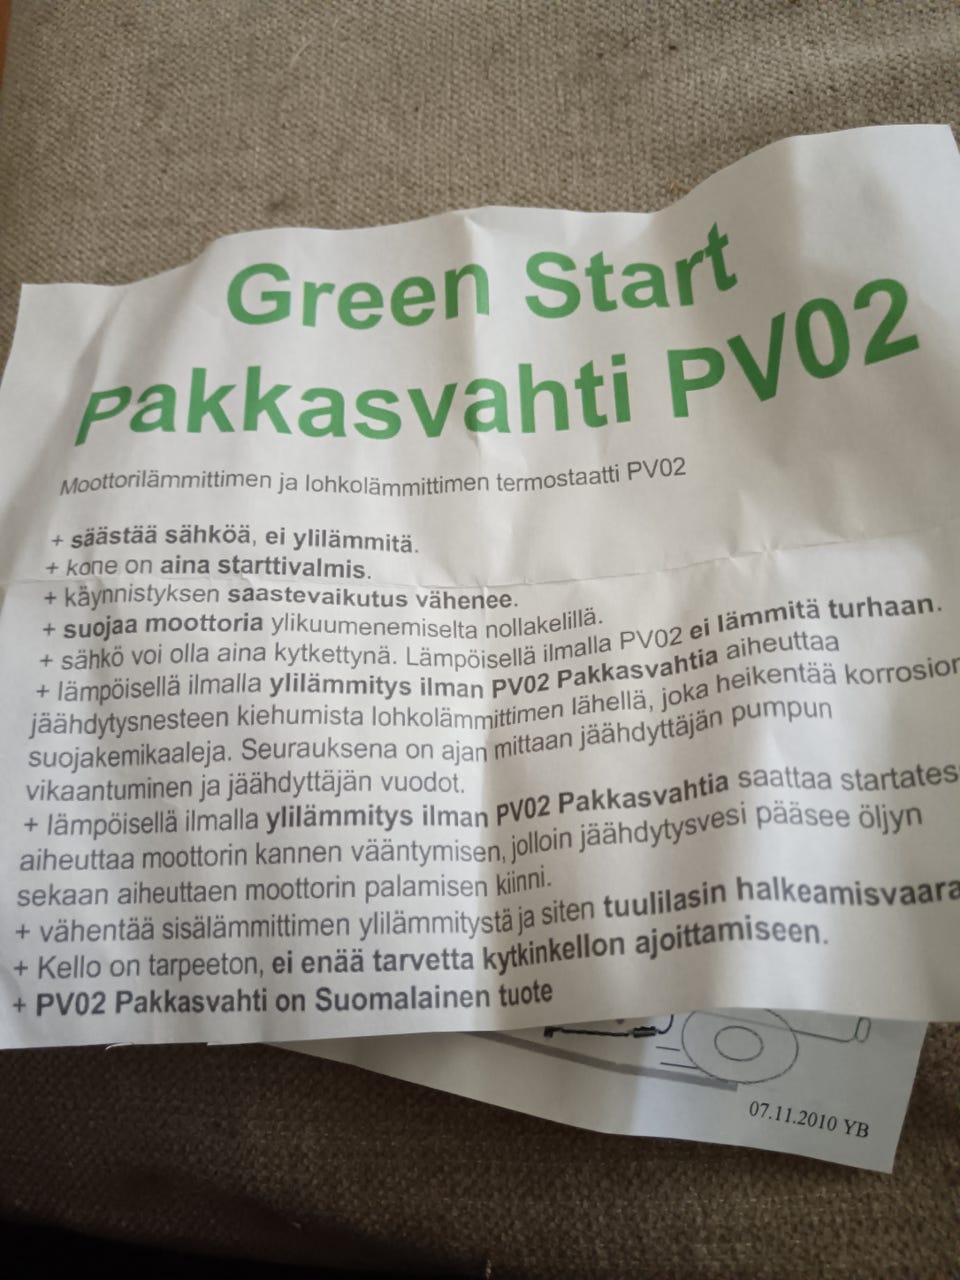 Green Start
Pakkasvahti PV02
Moottorilämmittimen ja lohkolämmittimen termostaatti PV02
+ säästää sähköä, ei ylilämmitä.
+ kone on aina starttivalmis.
+ käynnistyksen saastevaikutus vähenee.
+ suojaa moottoria ylikuumenemiselta nollakelillä.
+ sähkö voi olla aina kytkettynä. Lämpöisellä ilmalla PV02 ei lämmitä turhaan.
+ lämpöisellä ilmalla ylilämmitys ilman PV02 Pakkasvahtia aiheuttaa
jäähdytysnesteen kiehumista lohkolämmittimen lähellä, joka heikentää korrosion
suojakemikaaleja. Seurauksena on ajan mittaan jäähdyttäjän pumpun
vikaantuminen ja jäähdyttäjän vuodot.
+ lämpöisellä ilmalla ylilämmitys ilman PV02 Pakkasvahtia saattaa startates
aiheuttaa moottorin kannen vääntymisen, jolloin jäähdytysvesi pääsee öljyn
sekaan aiheuttaen moottorin palamisen kiinni.
+ vähentää sisälämmittimen ylilämmitystä ja siten tuulilasin halkeamisvaara
+ Kello on tarpeeton, ei enää tarvetta kytkinkellon ajoittamiseen.
+ PV02 Pakkasvahti on Suomalainen tuote
07.11.2010 YB